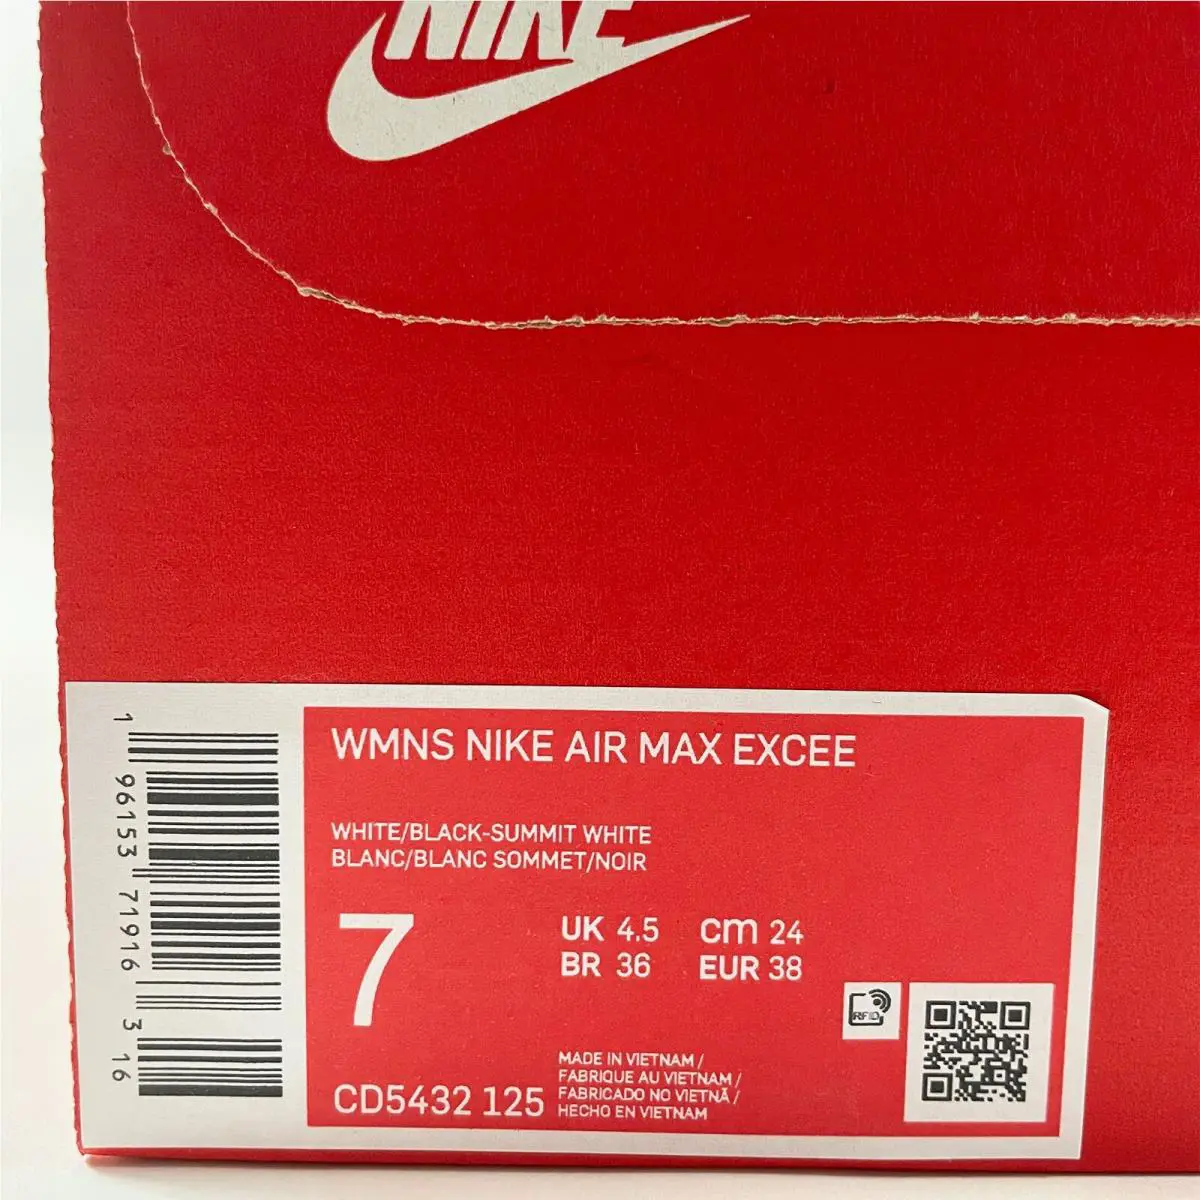 NIKE
WMNS NIKE AIR MAX EXCEE
WHITE/BLACK-SUMMIT WHITE
BLANC/BLANC SOMMET/NOIR
7
UK 4.5 cm 24
BR 36 EUR 38
RFID
CD5432 125
MADE IN VIETNAM /
FABRIQUE AU VIETNAM /
FABRICADO NO VIETNÃ /
HECHO EN VIETNAM
1 96153 71916 3 16